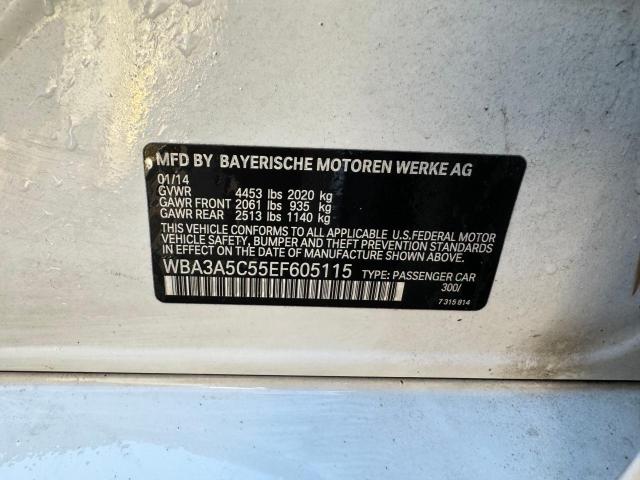 MFD BY BAYERISCHE MOTOREN WERKE AG
01/14
GVWR 4453 lbs 2020 kg
GAWR FRONT 2061 lbs 935 kg
GAWR REAR 2513 lbs 1140 kg
THIS VEHICLE CONFORMS TO ALL APPLICABLE U.S.FEDERAL MOTOR
VEHICLE SAFETY, BUMPER, AND THEFT PREVENTION STANDARDS
IN EFFECT ON THE DATE OF MANUFACTURE SHOWN ABOVE.
WBA3A5C55EF605115 TYPE: PASSENGER CAR
300/
7 315 814